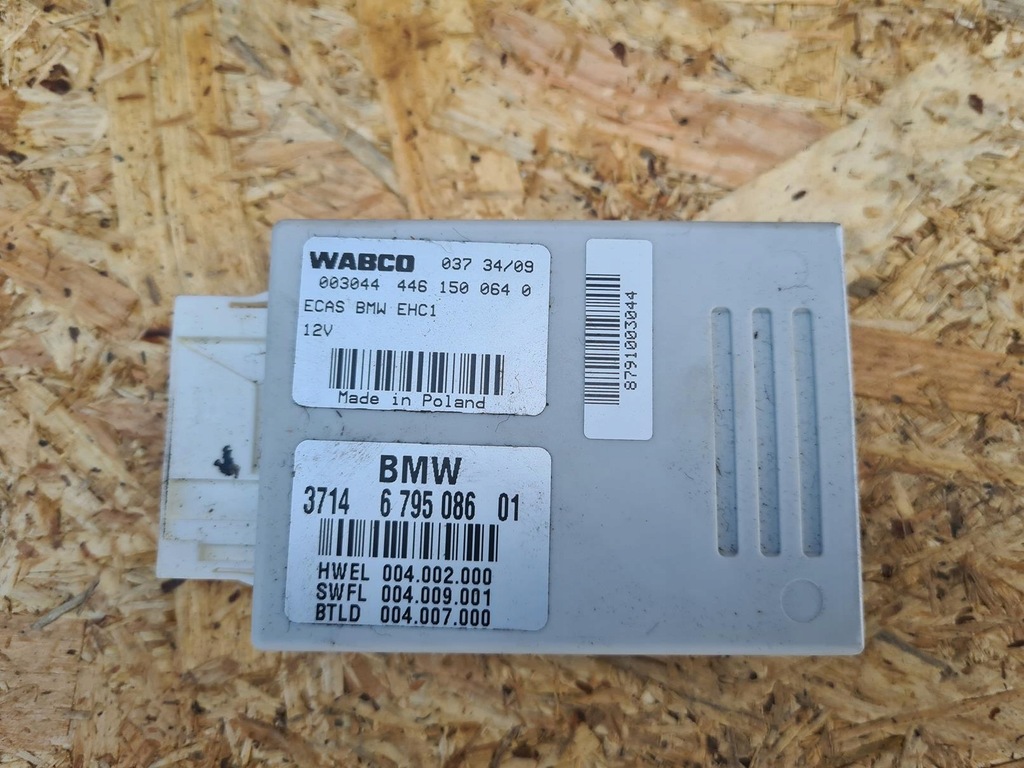 WABCO 037 34/09
003044 446 150 064 0
ECAS BMW EHC1
12V
Made in Poland
8791003044
BMW
3714 6 795 086 01
HWEL 004.002.000
SWFL 004.009.001
BTLD 004.007.000